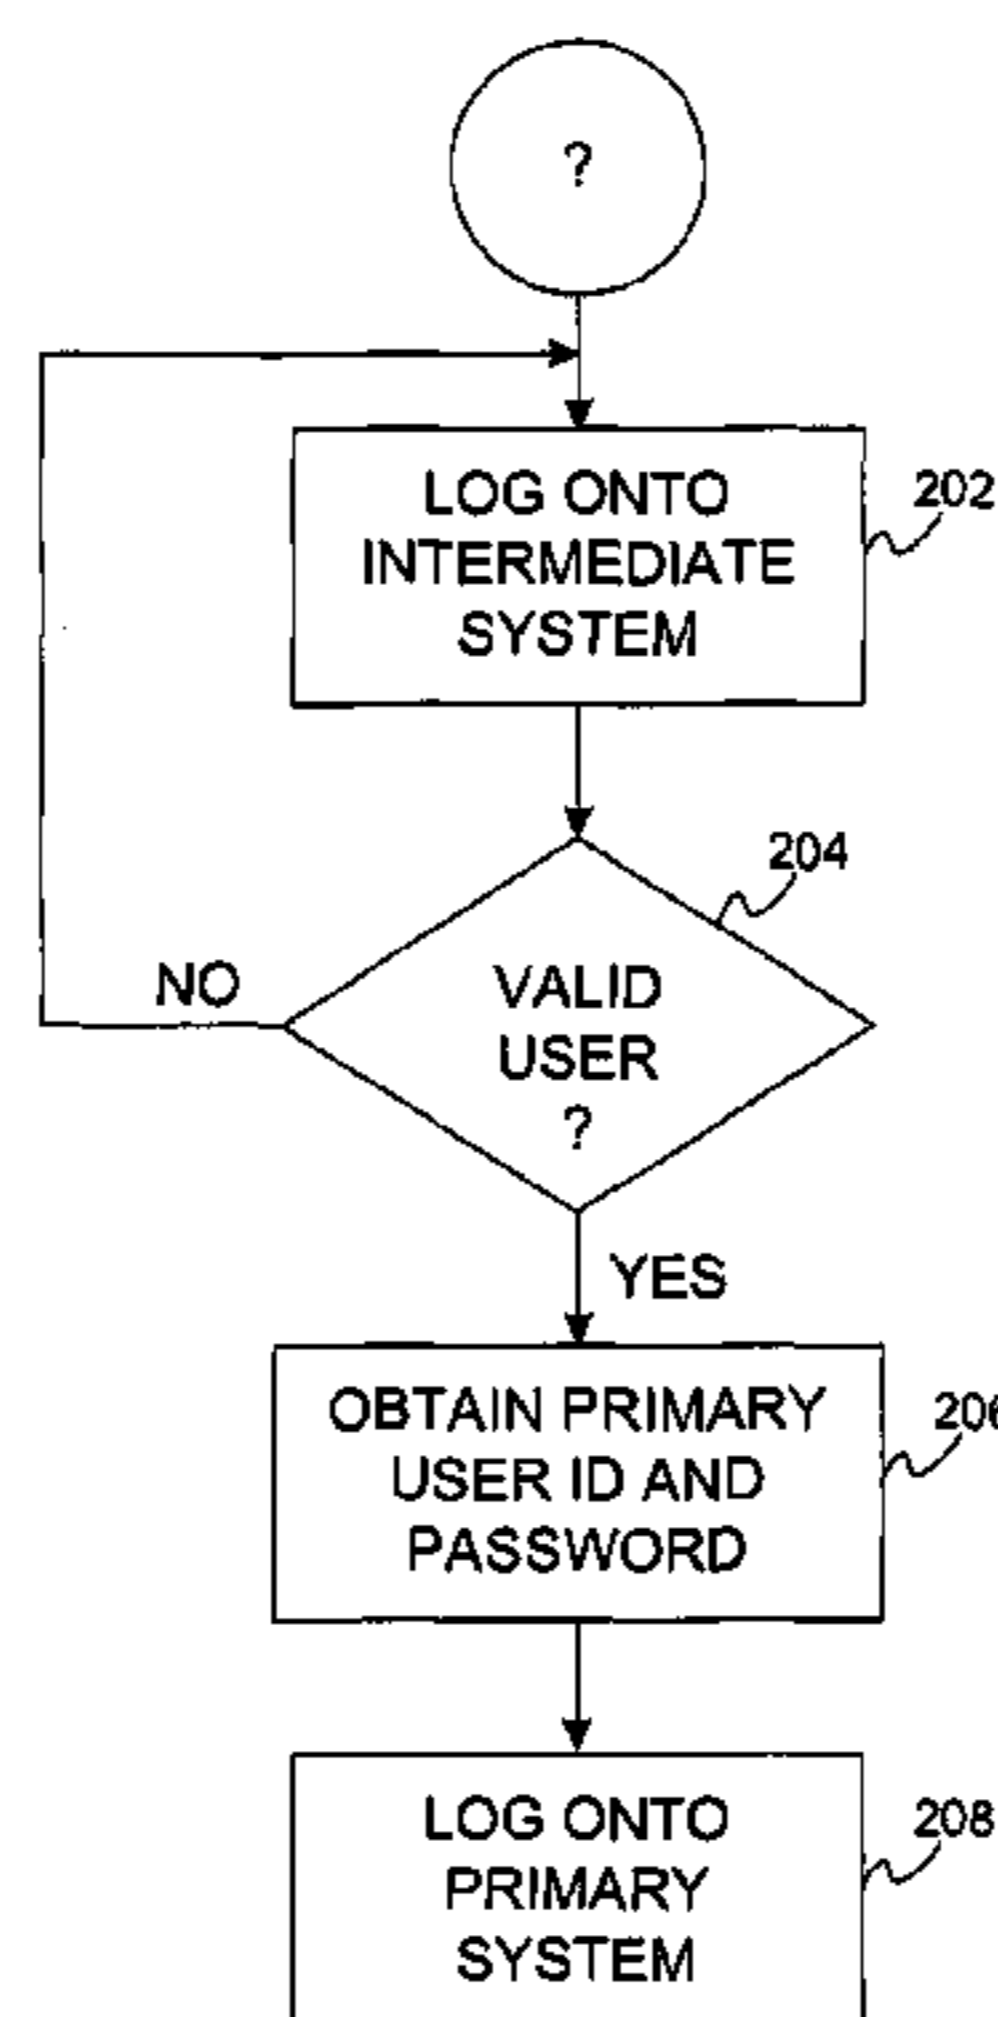 ?
LOG ONTO
INTERMEDIATE
SYSTEM
202
204
VALID
USER
?
NO
YES
OBTAIN PRIMARY
USER ID AND
PASSWORD
206
LOG ONTO
PRIMARY
SYSTEM
208